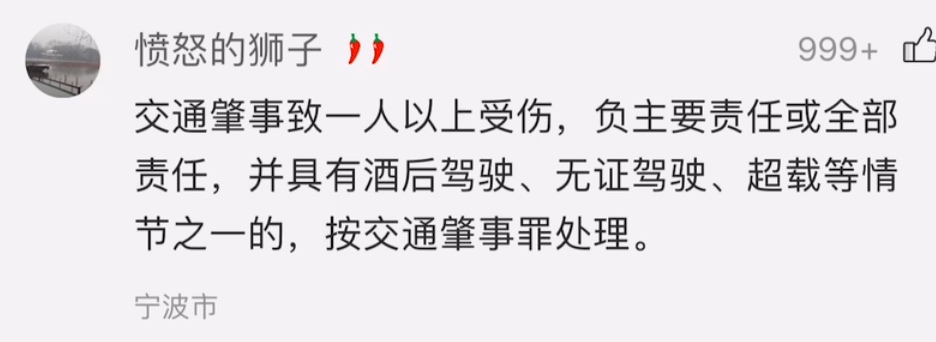 愤怒的狮子 🌶🌶
999+
交通肇事致一人以上受伤，负主要责任或全部
责任，并具有酒后驾驶、无证驾驶、超载等情
节之一的，按交通肇事罪处理。
宁波市